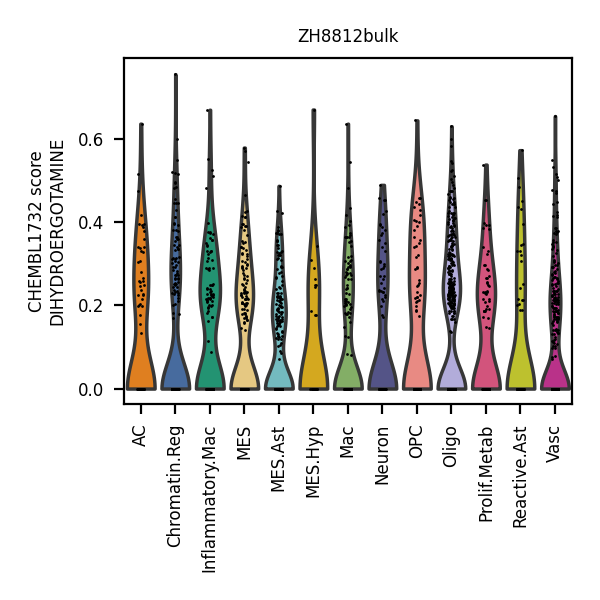 ZH8812bulk
CHEMBL1732 score
DIHYDROERGOTAMINE
0.6
0.4
0.2
0.0
AC
Chromatin.Reg
Inflammatory.Mac
MES
MES.Ast
MES.Hyp
Mac
Neuron
OPC
Oligo
Prolif.Metab
Reactive.Ast
Vasc